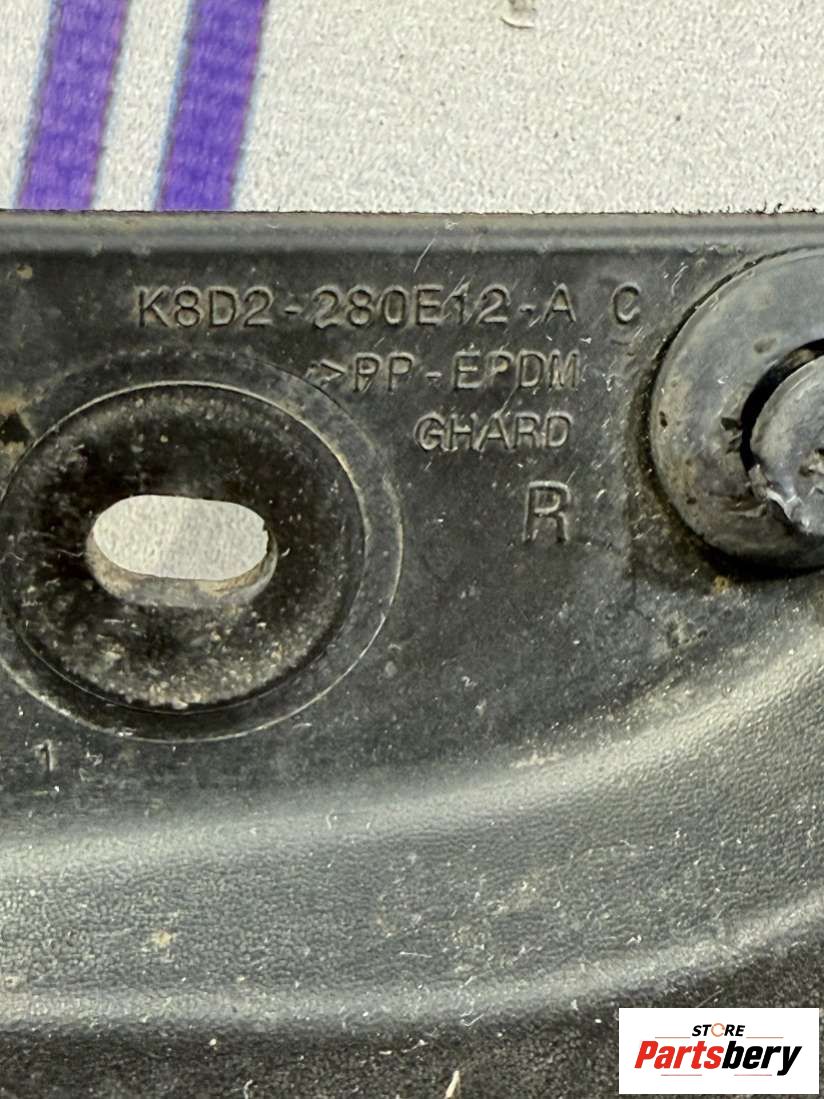 K8D2-280E12-A C
>PP-EPDM
GHARD
R
1
STORE
Partsbery